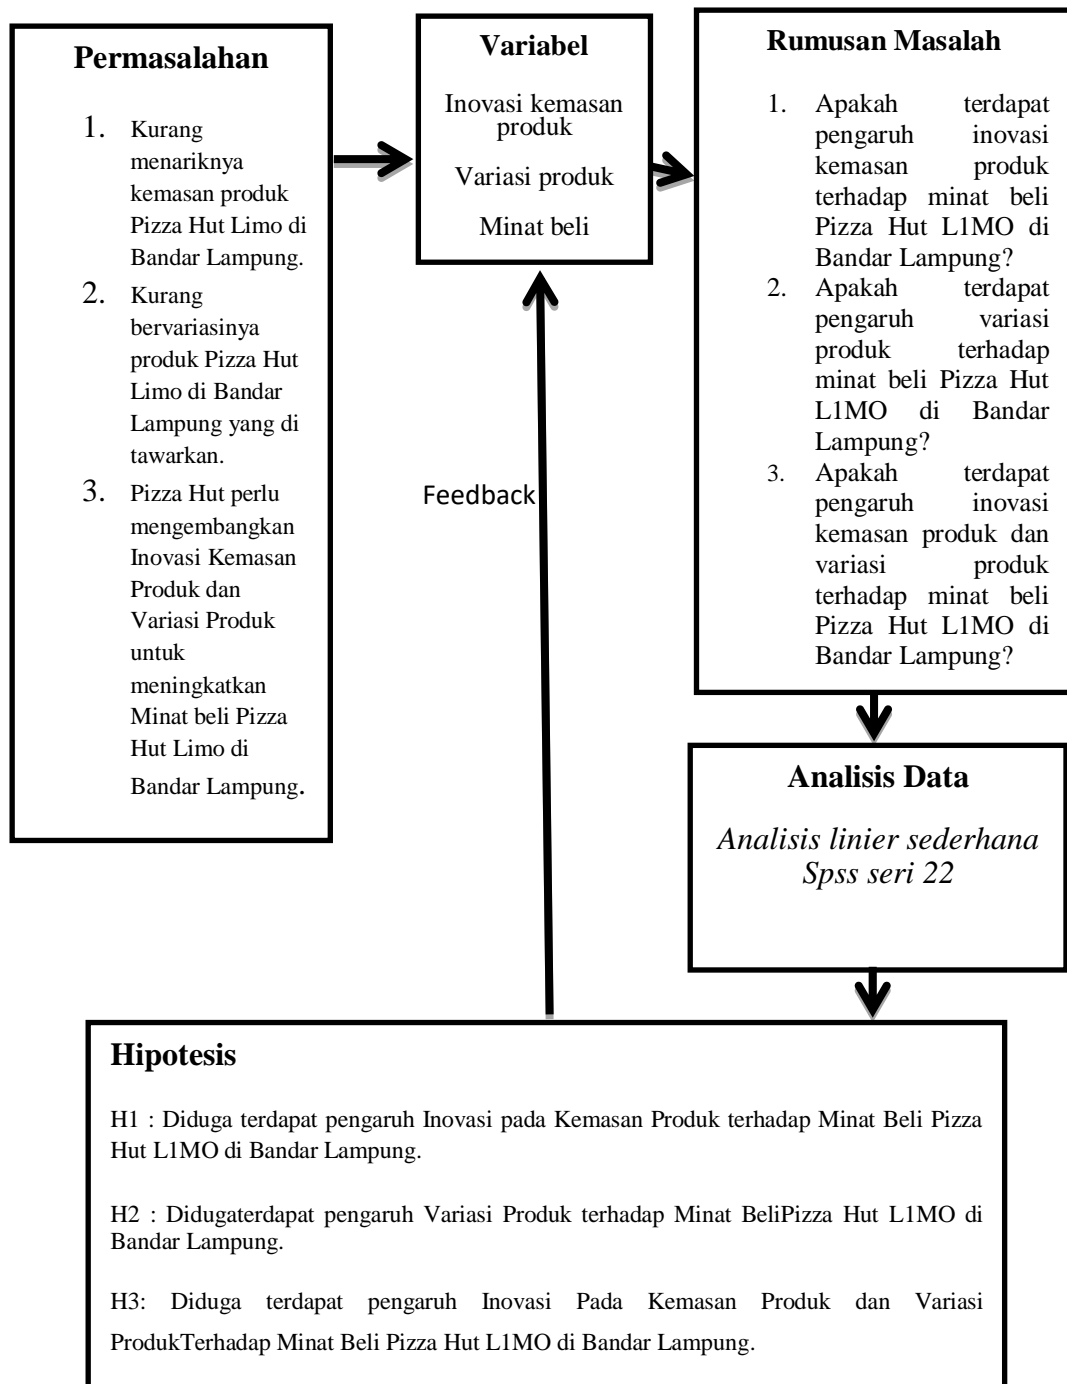 Permasalahan
1. Kurang
menariknya
kemasan produk
Pizza Hut Limo di
Bandar Lampung.
2. Kurang
bervariasinya
produk Pizza Hut
Limo di Bandar
Lampung yang di
tawarkan.
3. Pizza Hut perlu
mengembangkan
Inovasi Kemasan
Produk dan
Variasi Produk
untuk
meningkatkan
Minat beli Pizza
Hut Limo di
Bandar Lampung.
Variabel
Inovasi kemasan
produk
Variasi produk
Minat beli
Rumusan Masalah
1. Apakah terdapat
pengaruh inovasi
kemasan produk
terhadap minat beli
Pizza Hut L1MO di
Bandar Lampung?
2. Apakah terdapat
pengaruh variasi
produk terhadap
minat beli Pizza Hut
L1MO di Bandar
Lampung?
3. Apakah terdapat
pengaruh inovasi
kemasan produk dan
variasi produk
terhadap minat beli
Pizza Hut L1MO di
Bandar Lampung?
Feedback
Analisis Data
Analisis linier sederhana
Spss seri 22
Hipotesis
H1 : Diduga terdapat pengaruh Inovasi pada Kemasan Produk terhadap Minat Beli Pizza
Hut L1MO di Bandar Lampung.
H2 : Didugaterdapat pengaruh Variasi Produk terhadap Minat BeliPizza Hut L1MO di
Bandar Lampung.
H3: Diduga terdapat pengaruh Inovasi Pada Kemasan Produk dan Variasi
ProdukTerhadap Minat Beli Pizza Hut L1MO di Bandar Lampung.